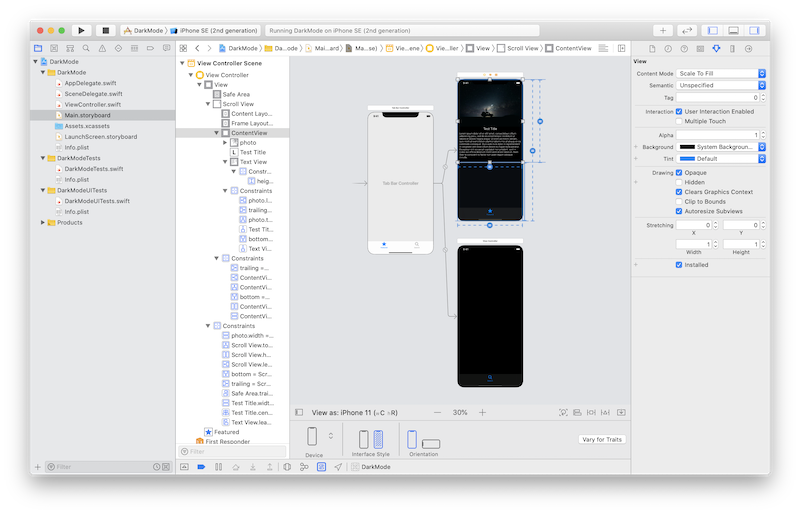 DarkMode
iPhone SE (2nd generation)
Running DarkMode on iPhone SE (2nd generation)
DarkMode
Da...ode
Main....ard
Ma...se)
Vie...ene
Vie...ller
View
Scroll View
ContentView
DarkMode
DarkMode
AppDelegate.swift
SceneDelegate.swift
ViewController.swift
Main.storyboard
Assets.xcassets
LaunchScreen.storyboard
Info.plist
DarkModeTests
DarkModeTests.swift
Info.plist
DarkModeUITests
DarkModeUITests.swift
Info.plist
Products
Filter
View Controller Scene
View Controller
View
Safe Area
Scroll View
Content Layo...
Frame Layout...
ContentView
photo
Test Title
Text View
Constr...
heig...
Constraints
photo.l...
trailing...
photo.t...
Test Titl...
bottom...
Text Vi...
Constraints
trailing =...
ContentV...
ContentV...
bottom =...
ContentV...
ContentV...
Constraints
photo.width =...
Scroll View.to...
Scroll View.h...
Scroll View.le...
bottom = Scr...
trailing = Scr...
Safe Area.trai...
Test Title.widt...
Test Title.cen...
Text View.lea...
Featured
First Responder
Filter
Tab Bar Controller
Test Title
View as: iPhone 11 (wC hR)
30%
Device
Interface Style
Orientation
Vary for Traits
DarkMode
View
Content Mode
Scale To Fill
Semantic
Unspecified
Tag
0
Interaction
User Interaction Enabled
Multiple Touch
Alpha
1
Background
System Backgroun...
Tint
Default
Drawing
Opaque
Hidden
Clears Graphics Context
Clip to Bounds
Autoresize Subviews
Stretching
0
0
X
Y
1
1
Width
Height
Installed